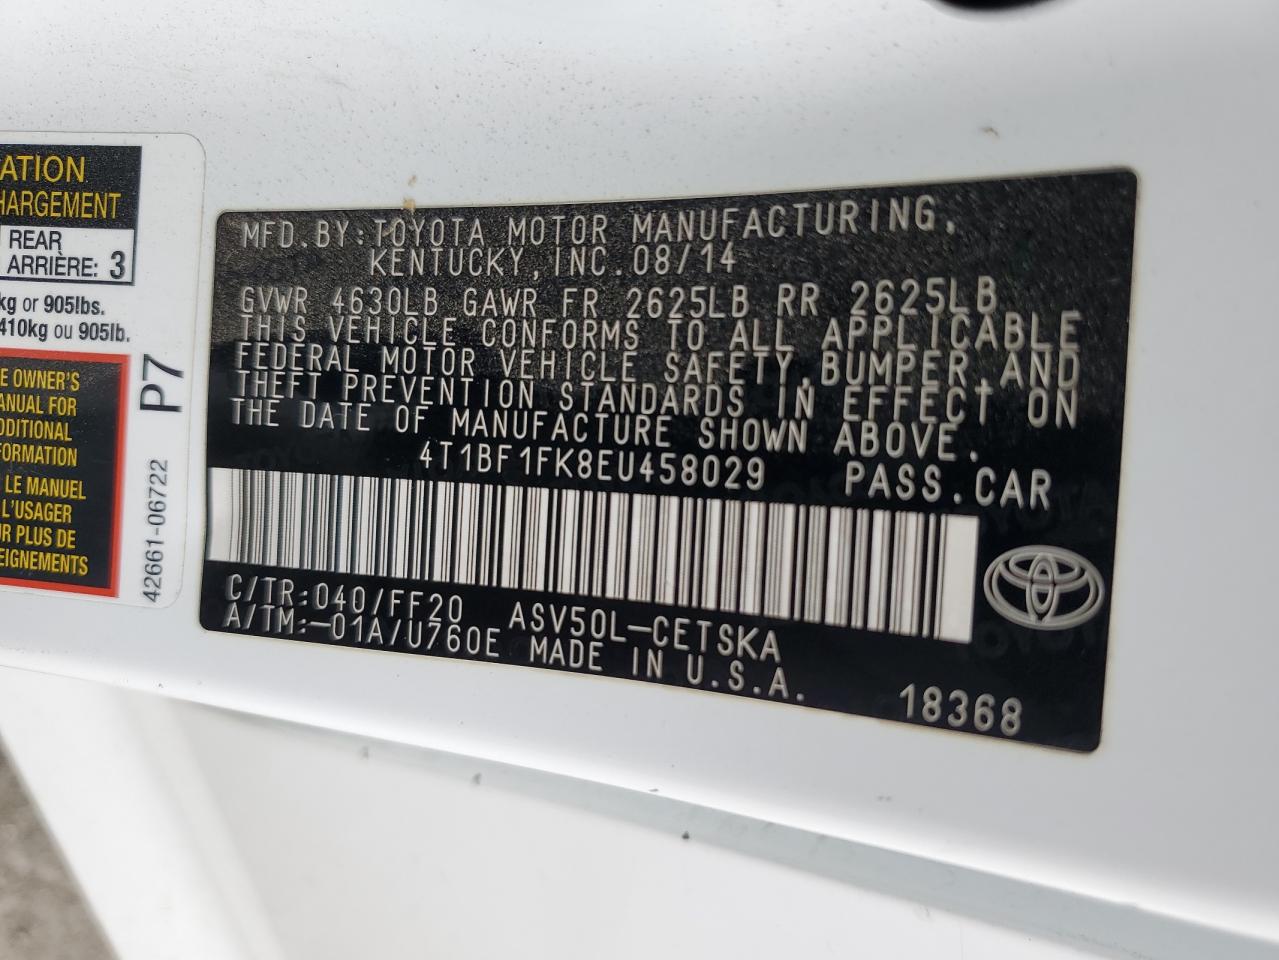 ATION
HARGEMENT
REAR
ARRIÈRE: 3
kg or 905lbs.
410kg ou 905lb.
E OWNER'S
ANUAL FOR
DDITIONAL
FORMATION
LE MANUEL
L'USAGER
R PLUS DE
EIGNEMENTS
P7
42661-06722
MFD.BY:TOYOTA MOTOR MANUFACTURING,
KENTUCKY,INC.08/14
GVWR 4630LB GAWR FR 2625LB RR 2625LB
THIS VEHICLE CONFORMS TO ALL APPLICABLE
FEDERAL MOTOR VEHICLE SAFETY,BUMPER,AND
THEFT PREVENTION STANDARDS IN EFFECT ON
THE DATE OF MANUFACTURE SHOWN ABOVE.
4T1BF1FK8EU458029 PASS.CAR
C/TR:040/FF20 ASV50L-CETSKA
A/TM:-01A/U760E MADE IN U.S.A.
18368